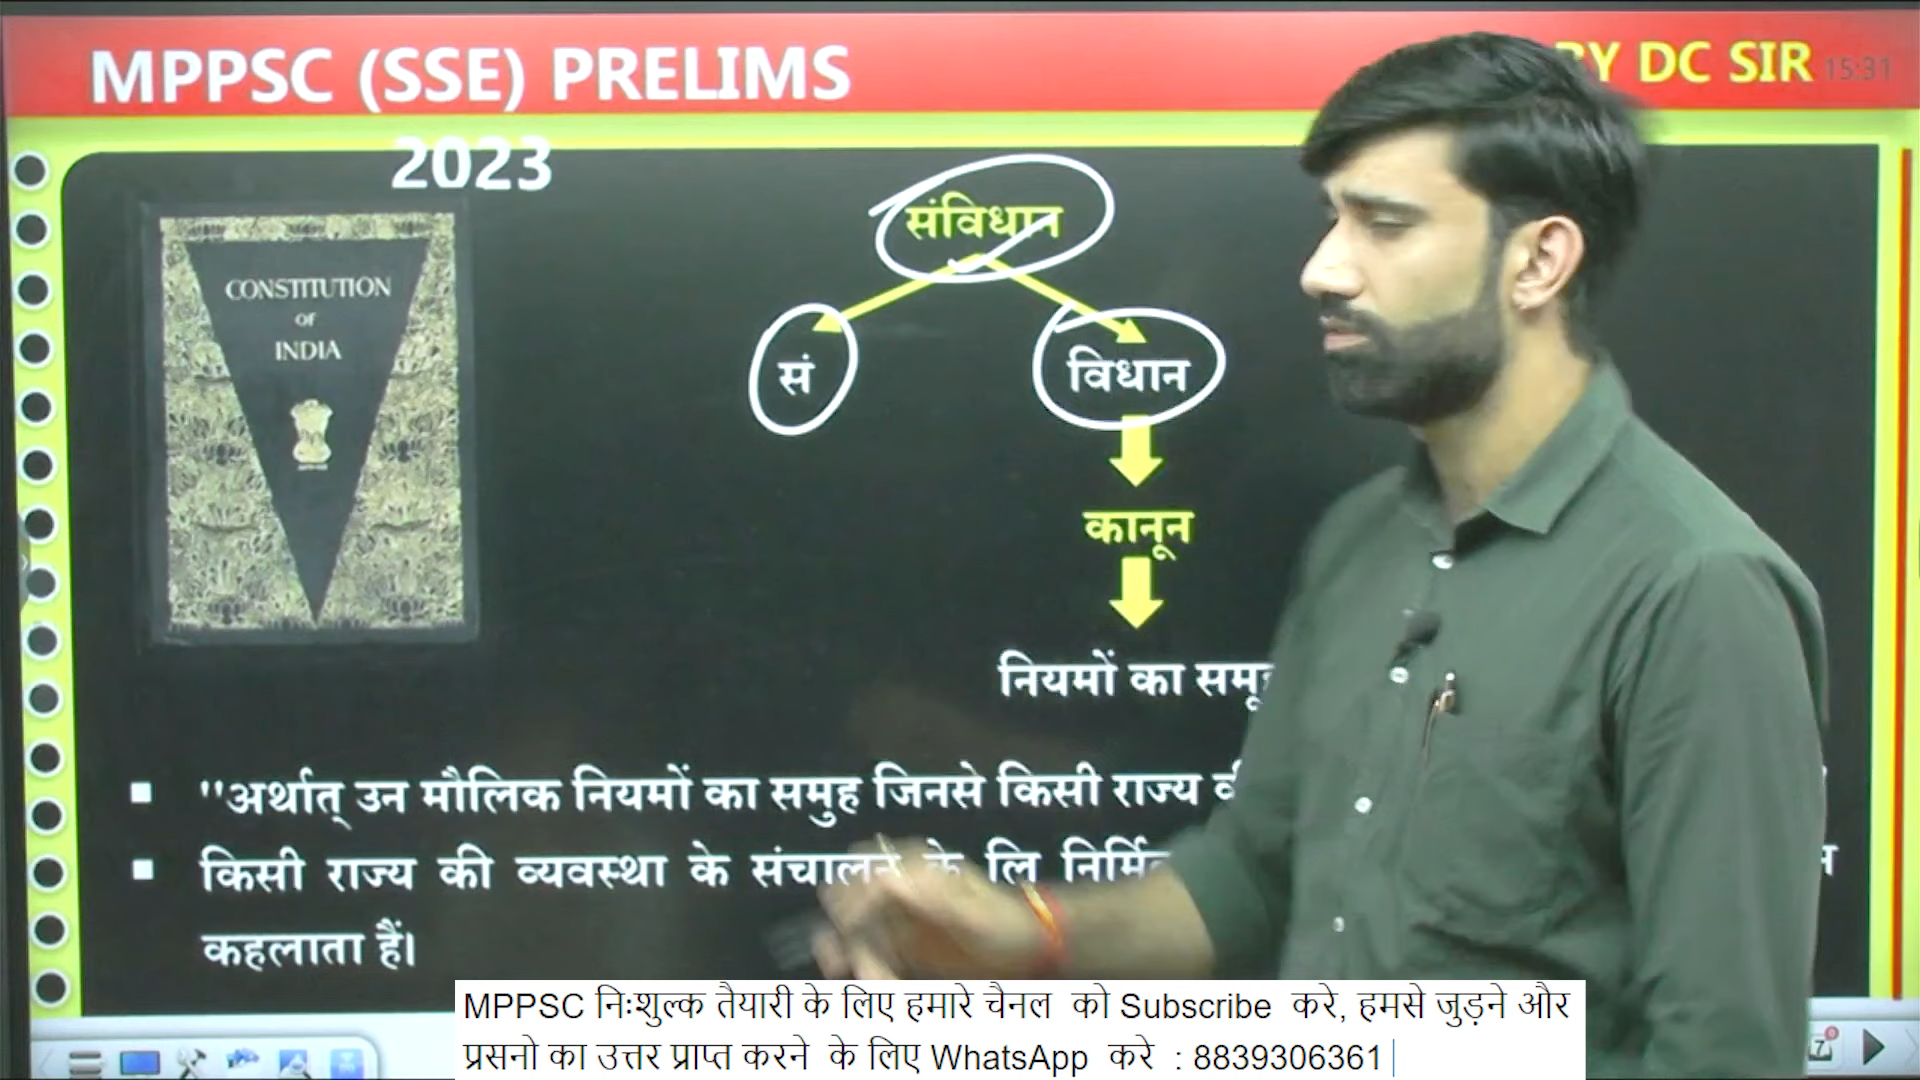 MPPSC (SSE) PRELIMS
BY DC SIR 15:31
2023
संविधान
CONSTITUTION
OF
INDIA
सं
विधान
कानून
नियमों का
"अर्थात् उन मौलिक नियमों का समुह जिनसे किसी राज्य
किसी राज्य की व्यवस्था के संचालन के लि
कहलाता हैं।
MPPSC निःशुल्क तैयारी के लिए हमारे चैनल को Subscribe करे, हमसे जुड़ने और
प्रसनो का उत्तर प्राप्त करने के लिए WhatsApp करे : 8839306361